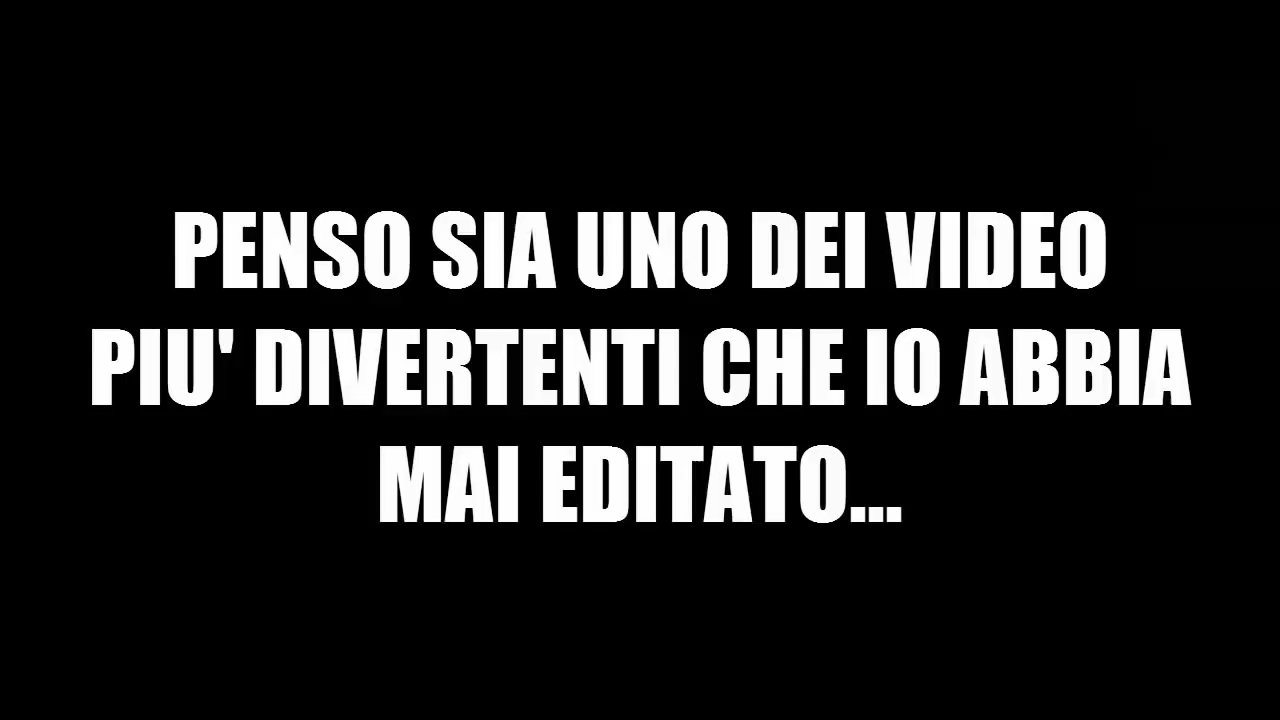 PENSO SIA UNO DEI VIDEO
PIU' DIVERTENTI CHE IO ABBIA
MAI EDITATO...